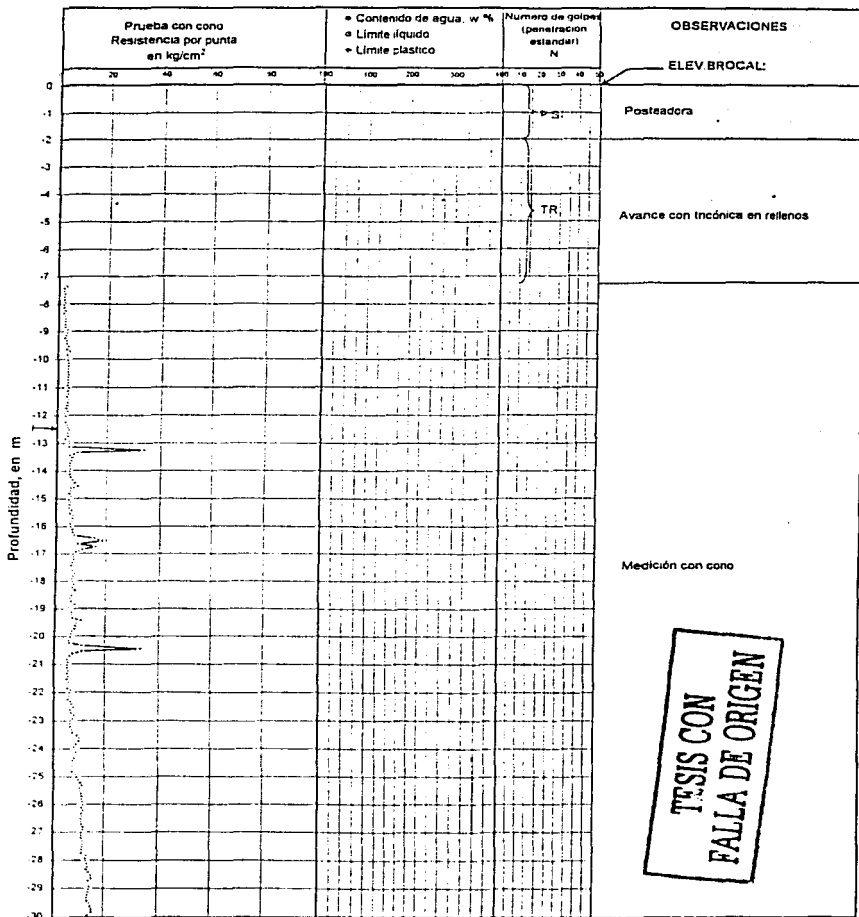 Prueba con cono
Resistencia por punta
en kg/cm²
Contenido de agua, w %
Límite líquido
Límite plástico
Número de golpes
(penetración
estándar)
N
OBSERVACIONES
ELEV.BROCAL:
20 40 60 80 100
100 200 300 400
10 20 30 40 50
Profundidad, en m
0
-1
-2
-3
-4
-5
-6
-7
-8
-9
-10
-11
-12
-13
-14
-15
-16
-17
-18
-19
-20
-21
-22
-23
-24
-25
-26
-27
-28
-29
-30
PS
TR
Posteadora
Avance con tricónica en rellenos
Medición con cono
TESIS CON
FALLA DE ORIGEN